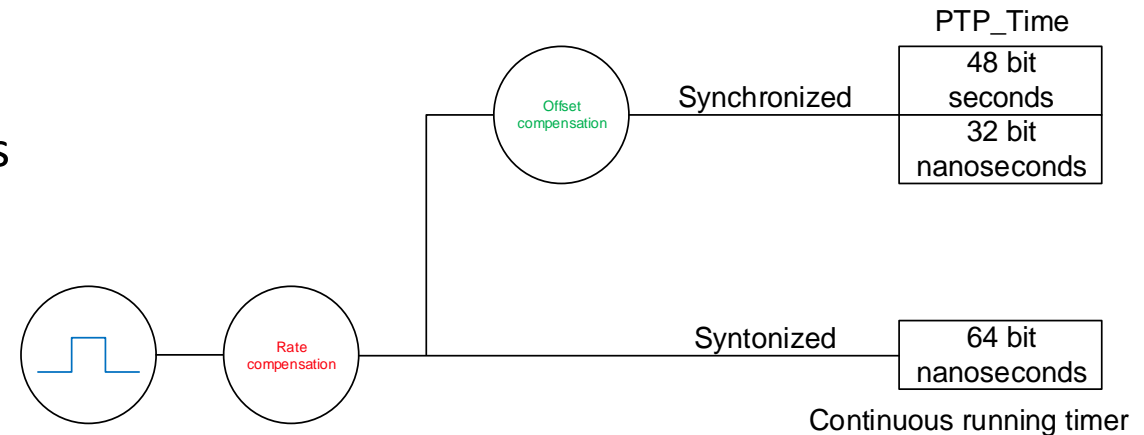 PTP_Time
48 bit
seconds
32 bit
nanoseconds
Offset
compensation
Synchronized
s
Rate
compensation
Syntonized
64 bit
nanoseconds
Continuous running timer